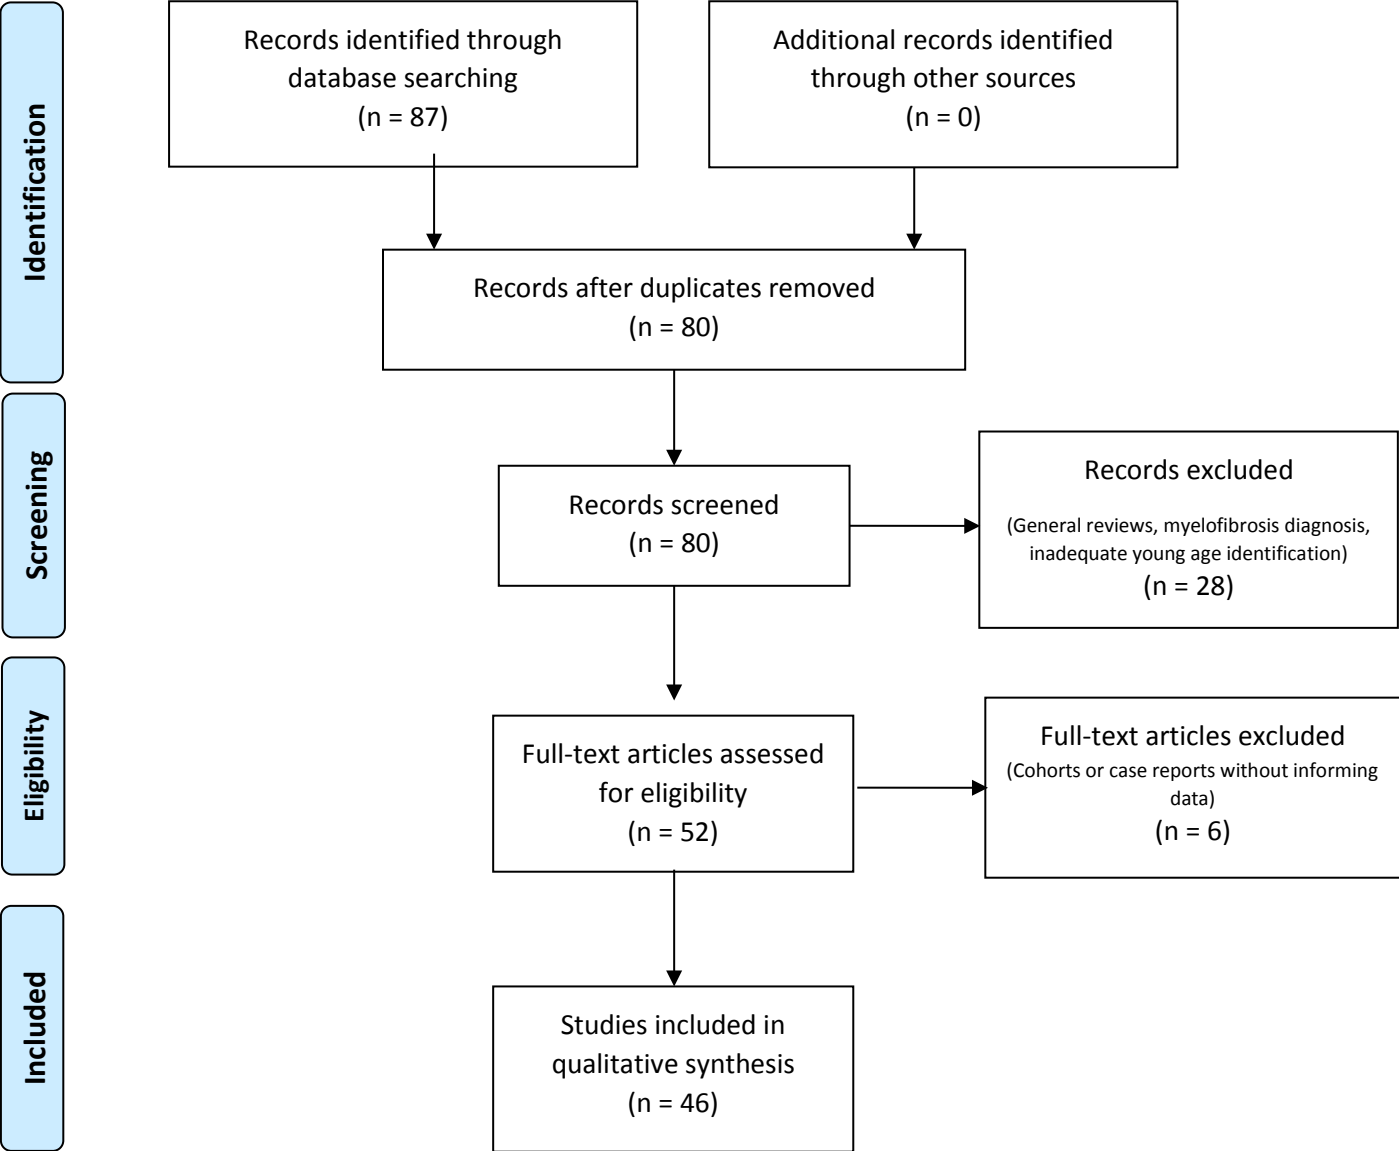 Identification
Records identified through
database searching
(n = 87)
Additional records identified
through other sources
(n = 0)
Records after duplicates removed
(n = 80)
Screening
Records screened
(n = 80)
Records excluded
(General reviews, myelofibrosis diagnosis,
inadequate young age identification)
(n = 28)
Eligibility
Full-text articles assessed
for eligibility
(n = 52)
Full-text articles excluded
(Cohorts or case reports without informing
data)
(n = 6)
Included
Studies included in
qualitative synthesis
(n = 46)